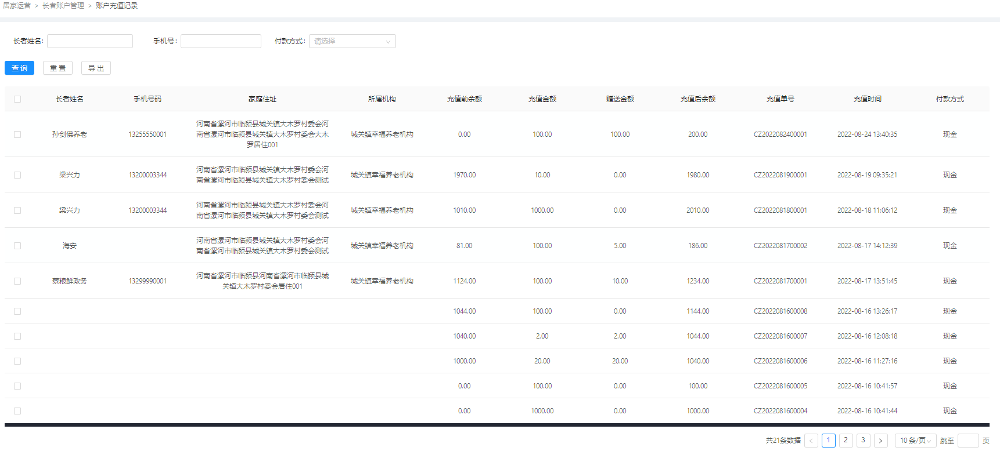 居家运营 > 长者账户管理 > 账户充值记录
长者姓名: 手机号: 付款方式: 请选择
查 询 重 置 导 出
长者姓名 手机号码 家庭住址 所属机构 充值前余额 充值金额 赠送金额 充值后余额 充值单号 充值时间 付款方式
河南省漯河市临颍县城关镇大木罗村委会河
孙剑佛养老 13255550001 南省漯河市临颍县城关镇大木罗村委会大木 城关镇幸福养老机构 0.00 100.00 100.00 200.00 CZ2022082400001 2022-08-24 13:40:35 现金
罗居住001
河南省漯河市临颍县城关镇大木罗村委会河
梁兴力 13200003344 南省漯河市临颍县城关镇大木罗村委会测试 城关镇幸福养老机构 1970.00 10.00 0.00 1980.00 CZ2022081900001 2022-08-19 09:35:21 现金
河南省漯河市临颍县城关镇大木罗村委会河
梁兴力 13200003344 南省漯河市临颍县城关镇大木罗村委会测试 城关镇幸福养老机构 1010.00 1000.00 0.00 2010.00 CZ2022081800001 2022-08-18 11:06:12 现金
河南省漯河市临颍县城关镇大木罗村委会河
海安 南省漯河市临颍县城关镇大木罗村委会测试 城关镇幸福养老机构 81.00 100.00 5.00 186.00 CZ2022081700002 2022-08-17 14:12:39 现金
河南省漯河市临颍县河南省漯河市临颍县城
蔡根鲜政务 13299990001 关镇大木罗村委会居住001 城关镇幸福养老机构 1124.00 100.00 10.00 1234.00 CZ2022081700001 2022-08-17 13:51:45 现金
1044.00 100.00 0.00 1144.00 CZ2022081600008 2022-08-16 13:26:17 现金
1040.00 2.00 2.00 1044.00 CZ2022081600007 2022-08-16 12:08:18 现金
1000.00 20.00 20.00 1040.00 CZ2022081600006 2022-08-16 11:27:16 现金
0.00 100.00 0.00 100.00 CZ2022081600005 2022-08-16 10:41:57 现金
0.00 1000.00 0.00 1000.00 CZ2022081600004 2022-08-16 10:41:44 现金
共21条数据 < 1 2 3 > 10 条/页 跳至 页